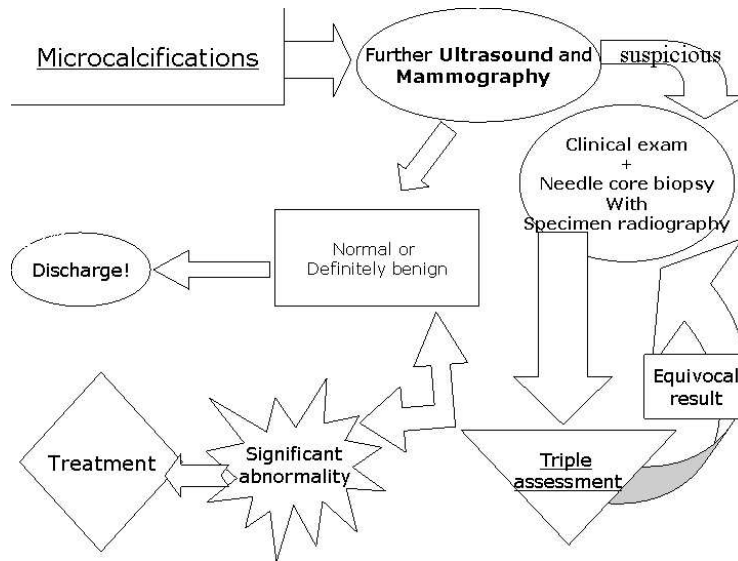 Microcalcifications
Further Ultrasound and
Mammography
suspicious
Clinical exam
+
Needle core biopsy
With
Specimen radiography
Normal or
Definitely benign
Discharge!
Equivocal
result
Triple
assessment
Significant
abnormality
Treatment